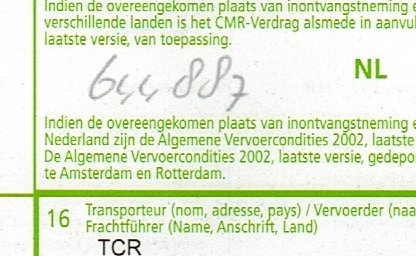 Indien de overeengekomen plaats van inontvangstneming e
verschillende landen is het CMR-Verdrag alsmede in aanvul
laatste versie, van toepassing.
644887
NL
Indien de overeengekomen plaats van inontvangstneming e
Nederland zijn de Algemene Vervoercondities 2002, laatste
De Algemene Vervoercondities 2002, laatste versie, gedepo
te Amsterdam en Rotterdam.
16 Transporteur (nom, adresse, pays) / Vervoerder (naa
Frachtführer (Name, Anschrift, Land)
TCR